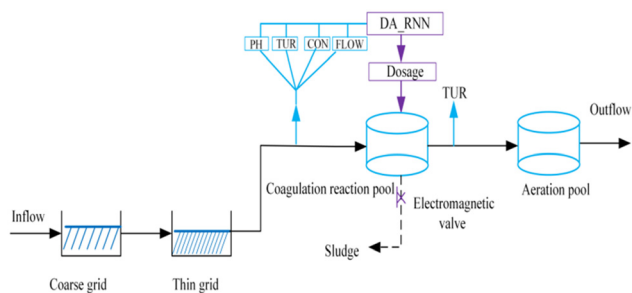 DA_RNN
PH TUR CON FLOW
Dosage
TUR
Outflow
Coagulation reaction pool
Aeration pool
Electromagnetic
valve
Inflow
Sludge
Coarse grid
Thin grid